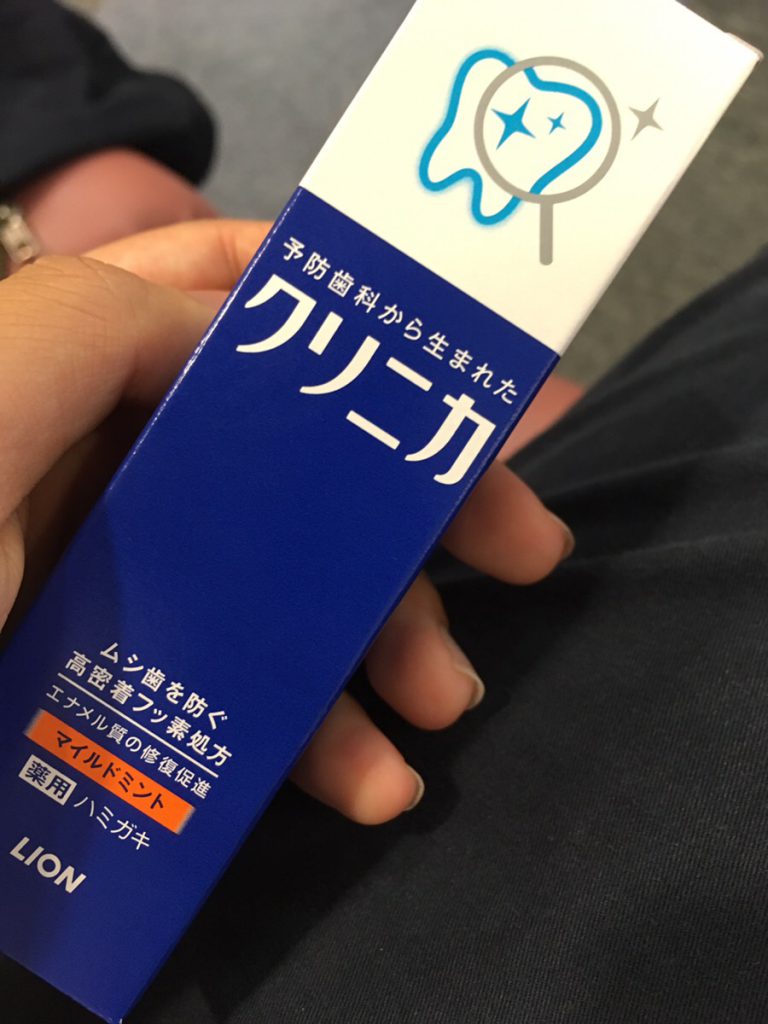 予防歯科から生まれた
クリニカ
ムシ歯を防ぐ
高密着フッ素処方
エナメル質の修復促進
マイルドミント
薬用 ハミガキ
LION